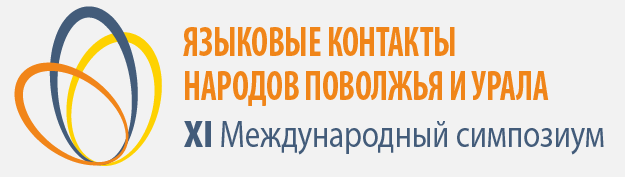 ЯЗЫКОВЫЕ КОНТАКТЫ
НАРОДОВ ПОВОЛЖЬЯ И УРАЛА
XI Международный симпозиум